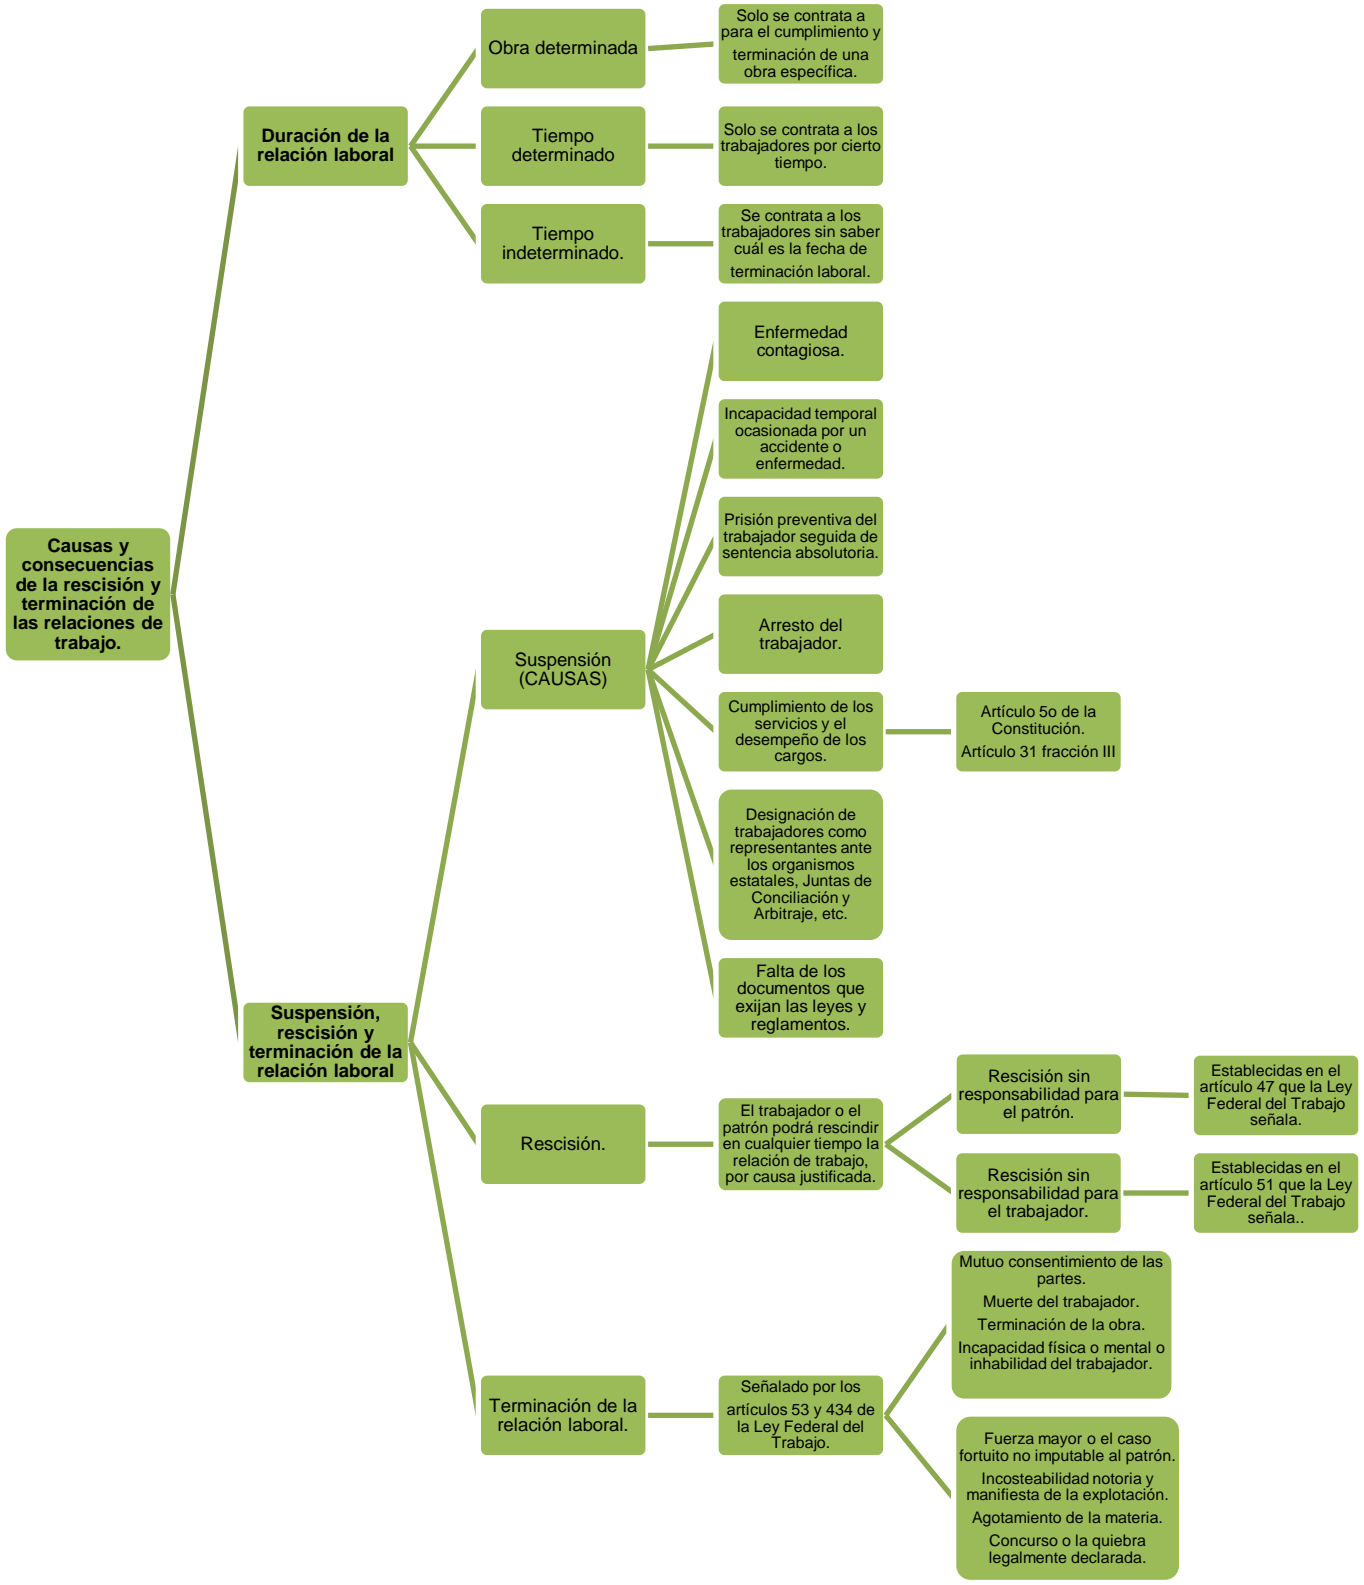 Causas y
consecuencias
de la rescisión y
terminación de
las relaciones de
trabajo.
Duración de la
relación laboral
Obra determinada
Solo se contrata a
para el cumplimiento y
terminación de una
obra específica.
Tiempo
determinado
Solo se contrata a los
trabajadores por cierto
tiempo.
Tiempo
indeterminado.
Se contrata a los
trabajadores sin saber
cuál es la fecha de
terminación laboral.
Suspensión,
rescisión y
terminación de la
relación laboral
Suspensión
(CAUSAS)
Enfermedad
contagiosa.
Incapacidad temporal
ocasionada por un
accidente o
enfermedad.
Prisión preventiva del
trabajador seguida de
sentencia absolutoria.
Arresto del
trabajador.
Cumplimiento de los
servicios y el
desempeño de los
cargos.
Artículo 5o de la
Constitución.
Artículo 31 fracción III
Designación de
trabajadores como
representantes ante
los organismos
estatales, Juntas de
Conciliación y
Arbitraje, etc.
Falta de los
documentos que
exijan las leyes y
reglamentos.
Rescisión.
El trabajador o el
patrón podrá rescindir
en cualquier tiempo la
relación de trabajo,
por causa justificada.
Rescisión sin
responsabilidad para
el patrón.
Establecidas en el
artículo 47 que la Ley
Federal del Trabajo
señala.
Rescisión sin
responsabilidad para
el trabajador.
Establecidas en el
artículo 51 que la Ley
Federal del Trabajo
señala..
Terminación de la
relación laboral.
Señalado por los
artículos 53 y 434 de
la Ley Federal del
Trabajo.
Mutuo consentimiento de las
partes.
Muerte del trabajador.
Terminación de la obra.
Incapacidad física o mental o
inhabilidad del trabajador.
Fuerza mayor o el caso
fortuito no imputable al patrón.
Incosteabilidad notoria y
manifiesta de la explotación.
Agotamiento de la materia.
Concurso o la quiebra
legalmente declarada.